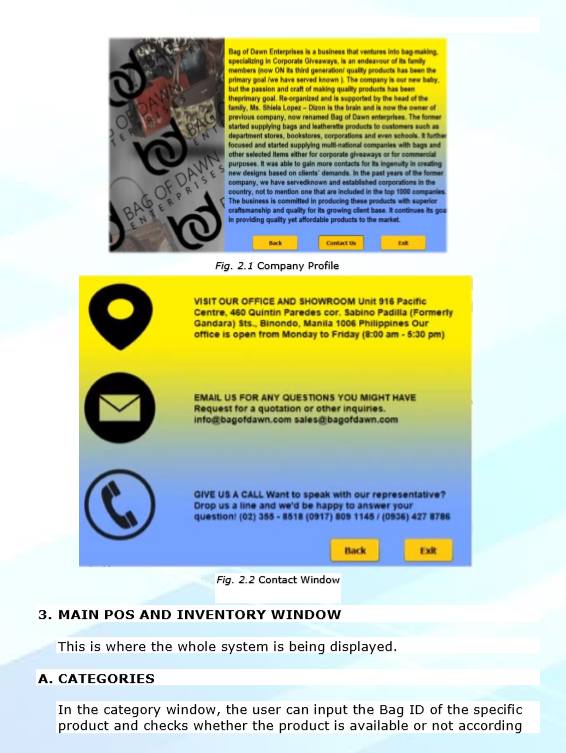 BAG OF DAWN
ENTERPRISES
BAG OF DAWN
ENTERPRISES
Bag of Dawn Enterprises is a business that ventures into bag-making,
specializing in Corporate Giveaways, is an endeavour of its family
members (now ON its third generation/ quality products has been the
primary goal /we have served known ). The company is our new baby,
but the passion and craft of making quality products has been
theprimary goal. Re-organized and is supported by the head of the
family, Ms. Shiela Lopez – Dizon is the brain and is now the owner of
previous company, now renamed Bag of Dawn enterprises. The former
started supplying bags and leatherette products to customers such as
department stores, bookstores, corporations and even schools. It further
focused and started supplying multi-national companies with bags and
other selected items either for corporate giveaways or for commercial
purposes. It was able to gain more contacts for its ingenuity in creating
new designs based on clients' demands. In the past years of the former
company, we have servedknown and established corporations in the
country, not to mention one that are included in the top 1000 companies.
The business is committed in producing these products with superior
craftsmanship and quality for its growing client base. It continues its goa
in providing quality yet affordable products to the market.
Back Contact Us Exit
Fig. 2.1 Company Profile
VISIT OUR OFFICE AND SHOWROOM Unit 916 Pacific
Centre, 460 Quintin Paredes cor. Sabino Padilla (Formerly
Gandara) Sts., Binondo, Manila 1006 Philippines Our
office is open from Monday to Friday (8:00 am - 5:30 pm)
EMAIL US FOR ANY QUESTIONS YOU MIGHT HAVE
Request for a quotation or other inquiries.
info@bagofdawn.com sales@bagofdawn.com
GIVE US A CALL Want to speak with our representative?
Drop us a line and we'd be happy to answer your
question! (02) 355 - 8518 (0917) 809 1145 / (0936) 427 8786
Back Exit
Fig. 2.2 Contact Window
3. MAIN POS AND INVENTORY WINDOW
This is where the whole system is being displayed.
A. CATEGORIES
In the category window, the user can input the Bag ID of the specific
product and checks whether the product is available or not according